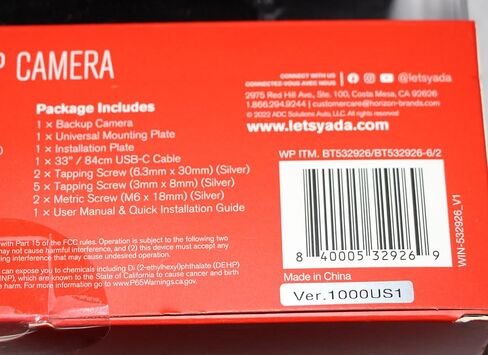 P CAMERA
CONNECT WITH US
CONECTEZ-VOUS AVEC NOUS
@letsyada
2975 Red Hill Ave., Ste. 100, Costa Mesa, CA 92626
1.866.294.9244 | customercare@horizon-brands.com
© 2022 ADC Solutions Auto, LLC. All Rights Reserved.
www.letsyada.com
Package Includes
1 × Backup Camera
1 × Universal Mounting Plate
1 × Installation Plate
1 × 33" / 84cm USB-C Cable
2 × Tapping Screw (6.3mm × 30mm) (Silver)
5 × Tapping Screw (3mm × 8mm) (Silver)
2 × Metric Screw (M6 × 18mm) (Silver)
1 × User Manual & Quick Installation Guide
WP ITM. BT532926/BT532926-6/2
8 40005 32926 9
WIN-532926_V1
with Part 15 of the FCC rules. Operation is subject to the following two
may not cause harmful interference, and (2) this device must accept any
interference that may cause undesired operation.
can expose you to chemicals including Di (2-ethylhexyl)phthalate (DEHP)
INP), which are known to the State of California to cause cancer and birth
e harm. For more information go to www.P65Warnings.ca.gov.
Made in China
Ver.1000US1